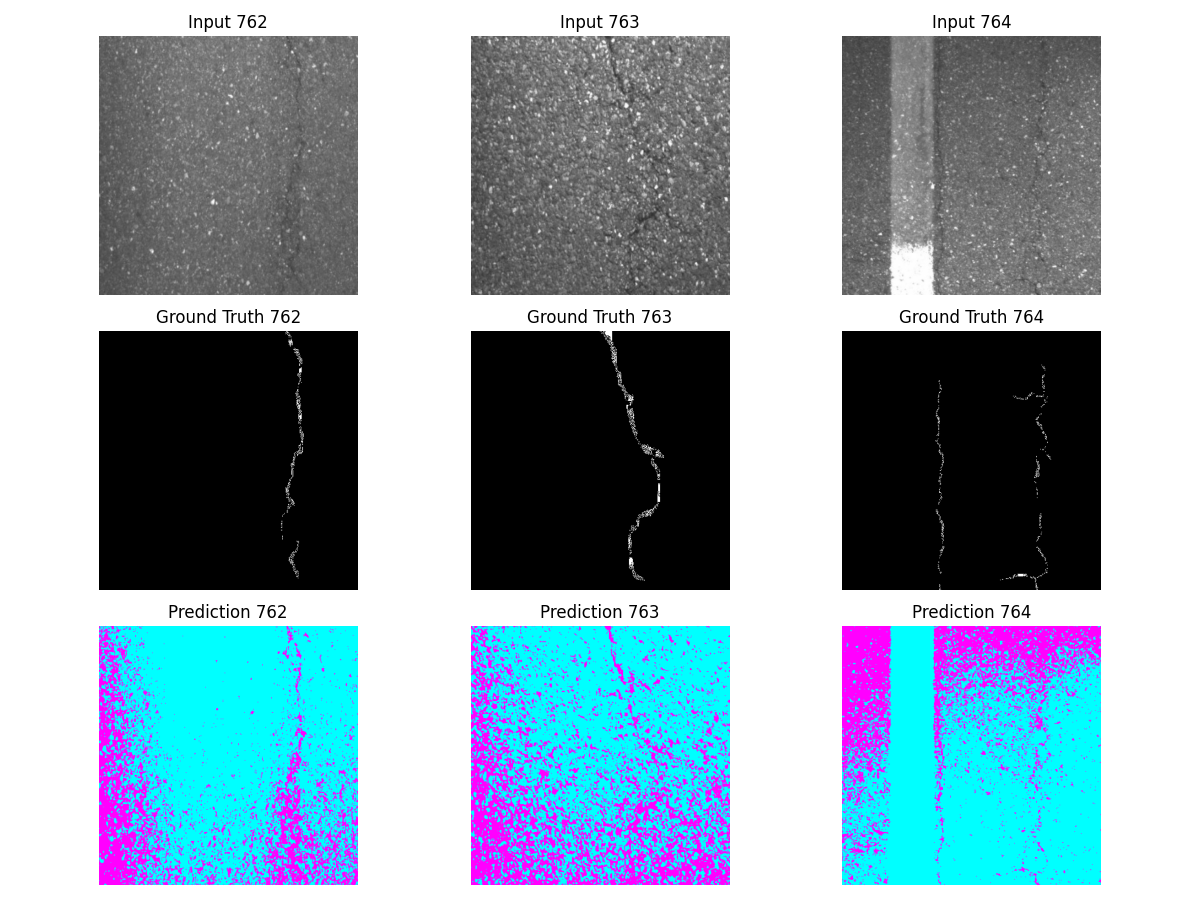 Input 762
Input 763
Input 764
Ground Truth 762
Ground Truth 763
Ground Truth 764
Prediction 762
Prediction 763
Prediction 764